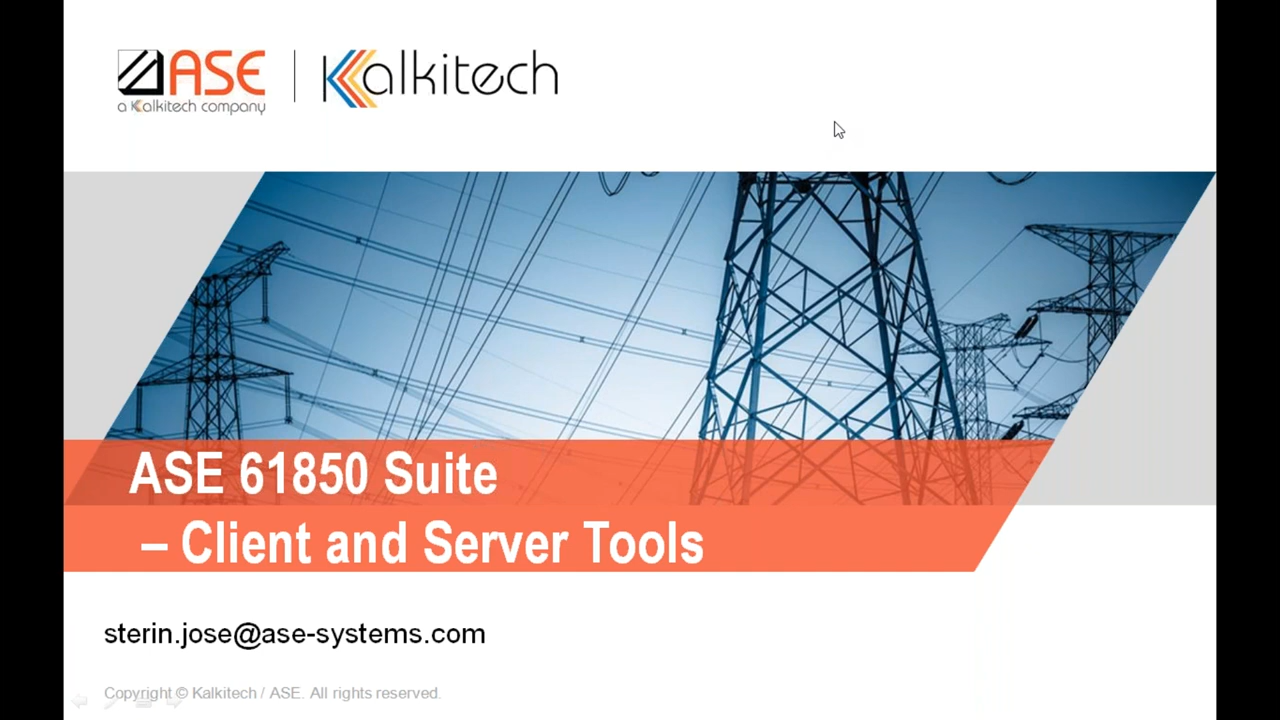 ASE
a Kalkitech company
Kalkitech
ASE 61850 Suite
– Client and Server Tools
sterin.jose@ase-systems.com
Copyright © Kalkitech / ASE. All rights reserved.